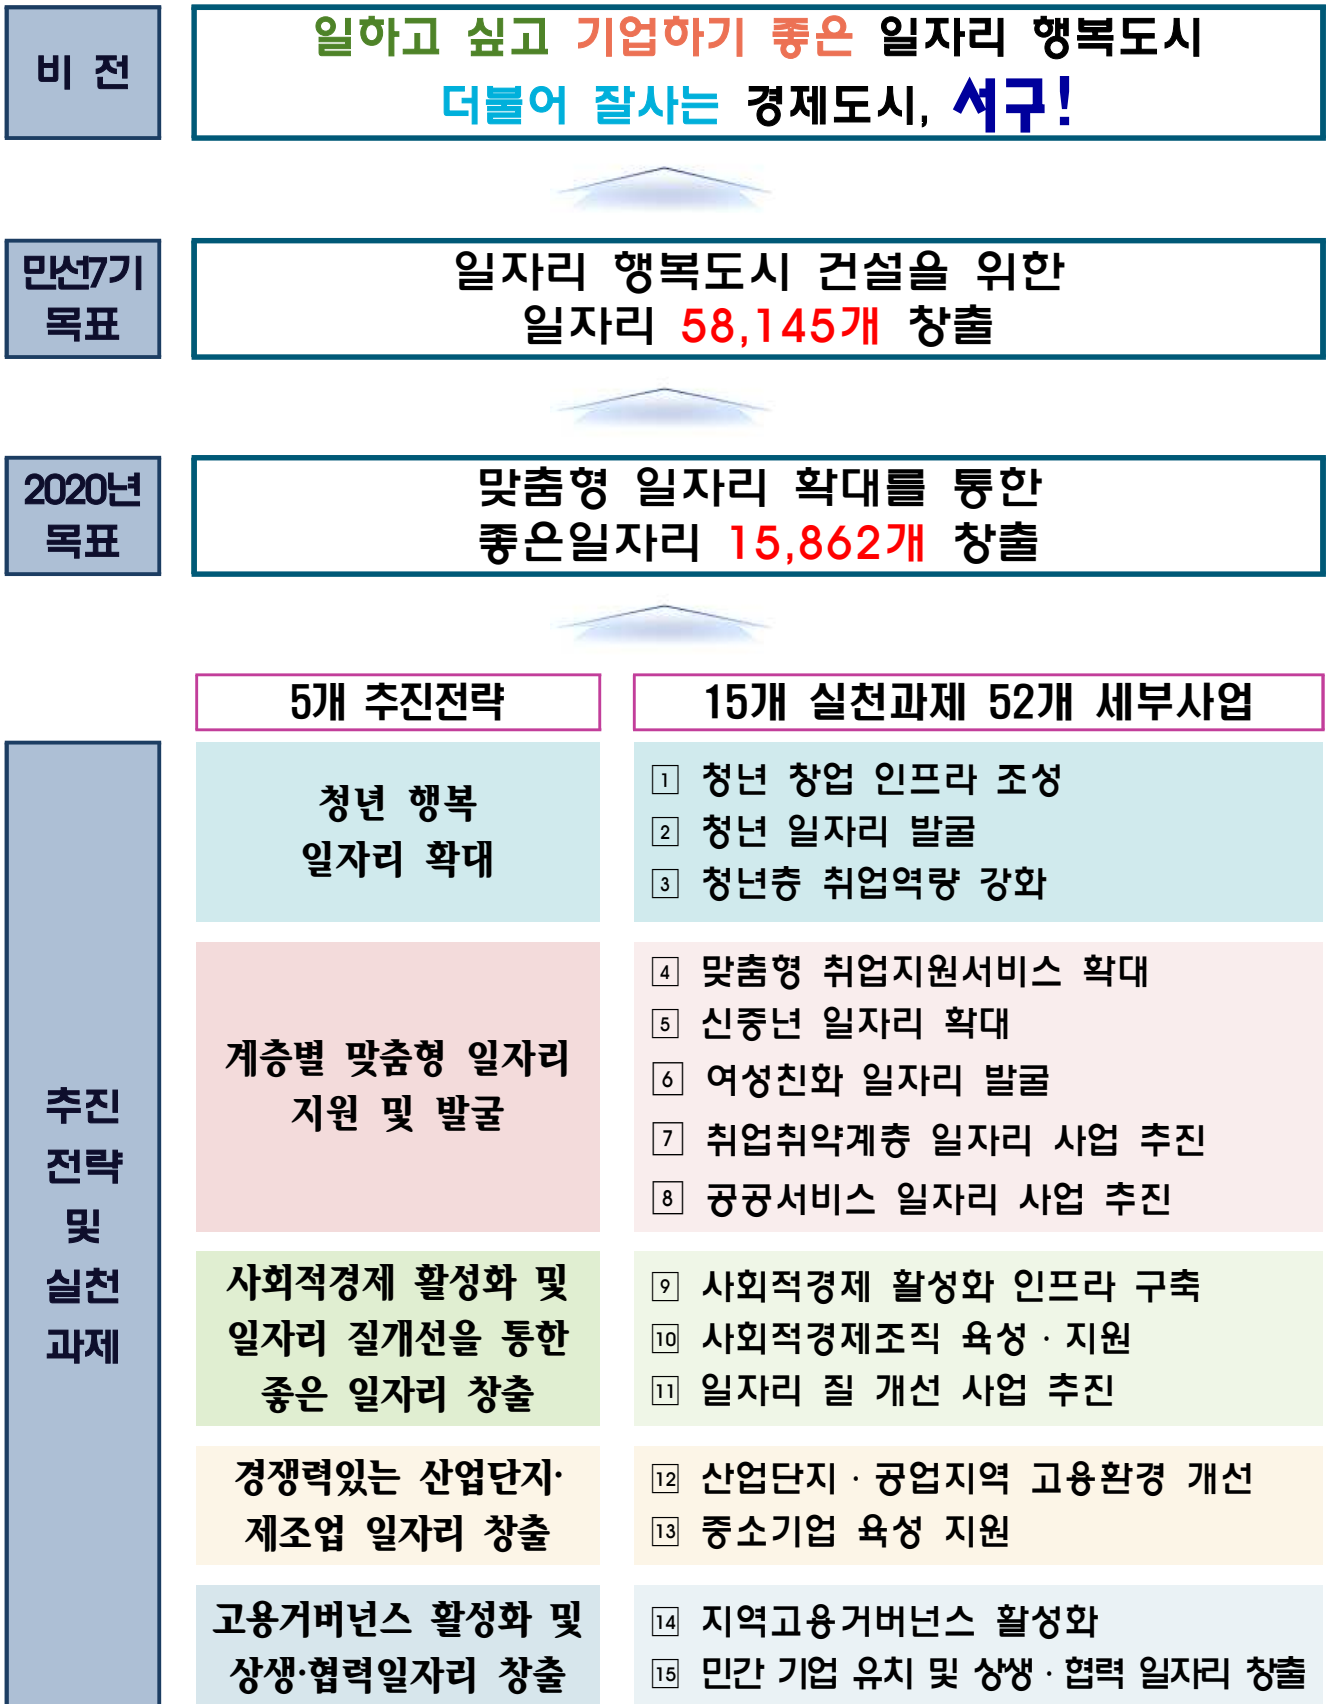 비 전
일하고 싶고 기업하기 좋은 일자리 행복도시
더불어 잘사는 경제도시, 서구!
민선7기
목표
일자리 행복도시 건설을 위한
일자리 58,145개 창출
2020년
목표
맞춤형 일자리 확대를 통한
좋은일자리 15,862개 창출
5개 추진전략
15개 실천과제 52개 세부사업
추진
전략
및
실천
과제
청년 행복
일자리 확대
1 청년 창업 인프라 조성
2 청년 일자리 발굴
3 청년층 취업역량 강화
계층별 맞춤형 일자리
지원 및 발굴
4 맞춤형 취업지원서비스 확대
5 신중년 일자리 확대
6 여성친화 일자리 발굴
7 취업취약계층 일자리 사업 추진
8 공공서비스 일자리 사업 추진
사회적경제 활성화 및
일자리 질개선을 통한
좋은 일자리 창출
9 사회적경제 활성화 인프라 구축
10 사회적경제조직 육성 · 지원
11 일자리 질 개선 사업 추진
경쟁력있는 산업단지·
제조업 일자리 창출
12 산업단지 · 공업지역 고용환경 개선
13 중소기업 육성 지원
고용거버넌스 활성화 및
상생·협력일자리 창출
14 지역고용거버넌스 활성화
15 민간 기업 유치 및 상생 · 협력 일자리 창출